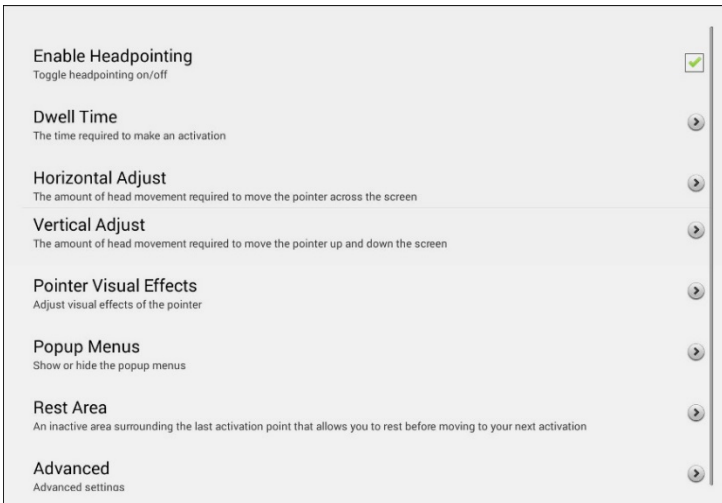 Enable Headpointing
Toggle headpointing on/off
Dwell Time
The time required to make an activation
Horizontal Adjust
The amount of head movement required to move the pointer across the screen
Vertical Adjust
The amount of head movement required to move the pointer up and down the screen
Pointer Visual Effects
Adjust visual effects of the pointer
Popup Menus
Show or hide the popup menus
Rest Area
An inactive area surrounding the last activation point that allows you to rest before moving to your next activation
Advanced
Advanced settings